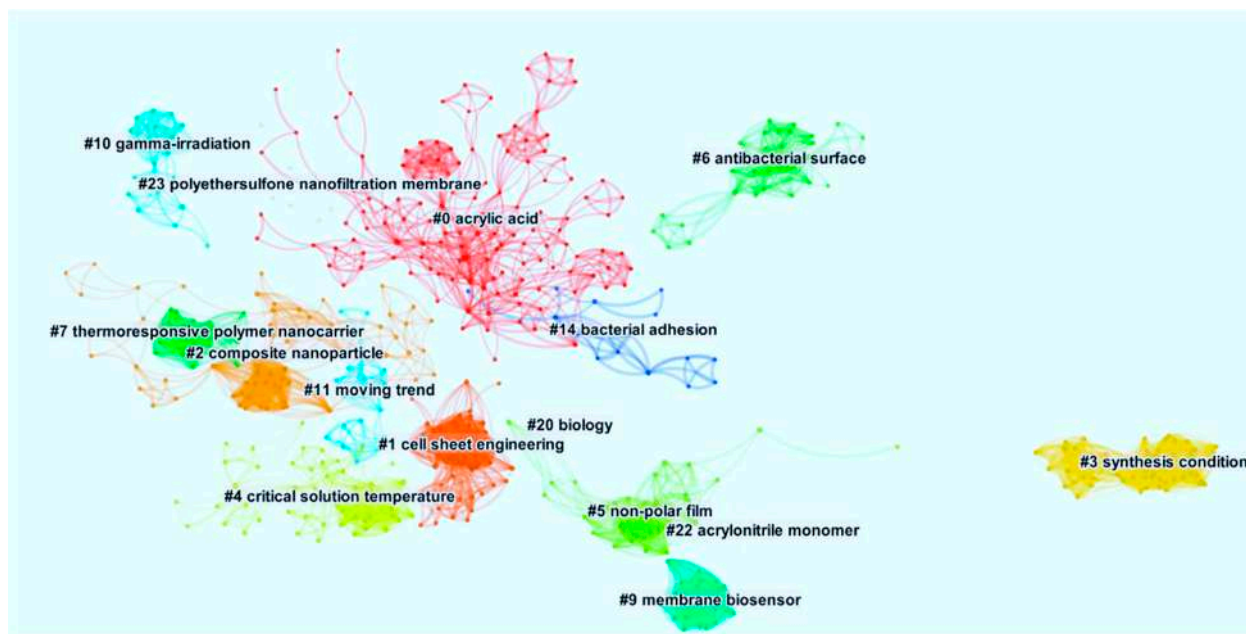 #10 gamma-irradiation
#6 antibacterial surface
#23 polyethersulfone nanofiltration membrane
#0 acrylic acid
#7 thermoresponsive polymer nanocarrier
#14 bacterial adhesion
#2 composite nanoparticle
#11 moving trend
#20 biology
#1 cell sheet engineering
#3 synthesis condition
#4 critical solution temperature
#5 non-polar film
#22 acrylonitrile monomer
#9 membrane biosensor